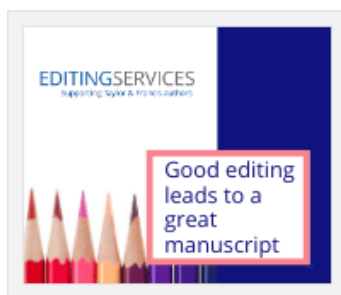 EDITINGSERVICES
supporting Taylor & Francis authors
Good editing
leads to a
great
manuscript